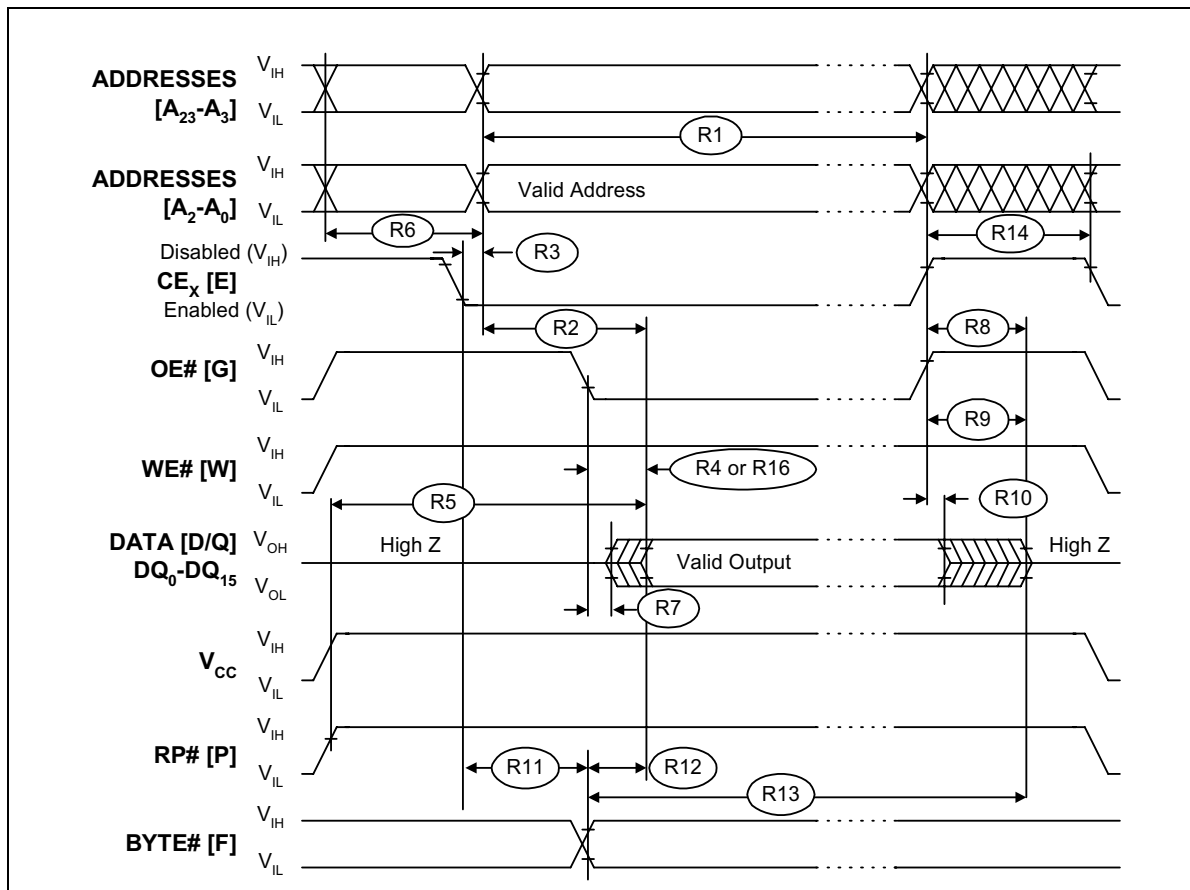 ADDRESSES
[A23-A3]
VIH
VIL
R1
ADDRESSES
[A2-A0]
VIH
VIL
Valid Address
R6
R3
R14
Disabled (VIH)
CEX [E]
Enabled (VIL)
R2
R8
OE# [G]
VIH
VIL
R9
WE# [W]
VIH
VIL
R4 or R16
R5
R10
DATA [D/Q]
DQ0-DQ15
VOH
VOL
High Z
Valid Output
High Z
R7
VCC
VIH
VIL
RP# [P]
VIH
VIL
R11
R12
R13
BYTE# [F]
VIH
VIL